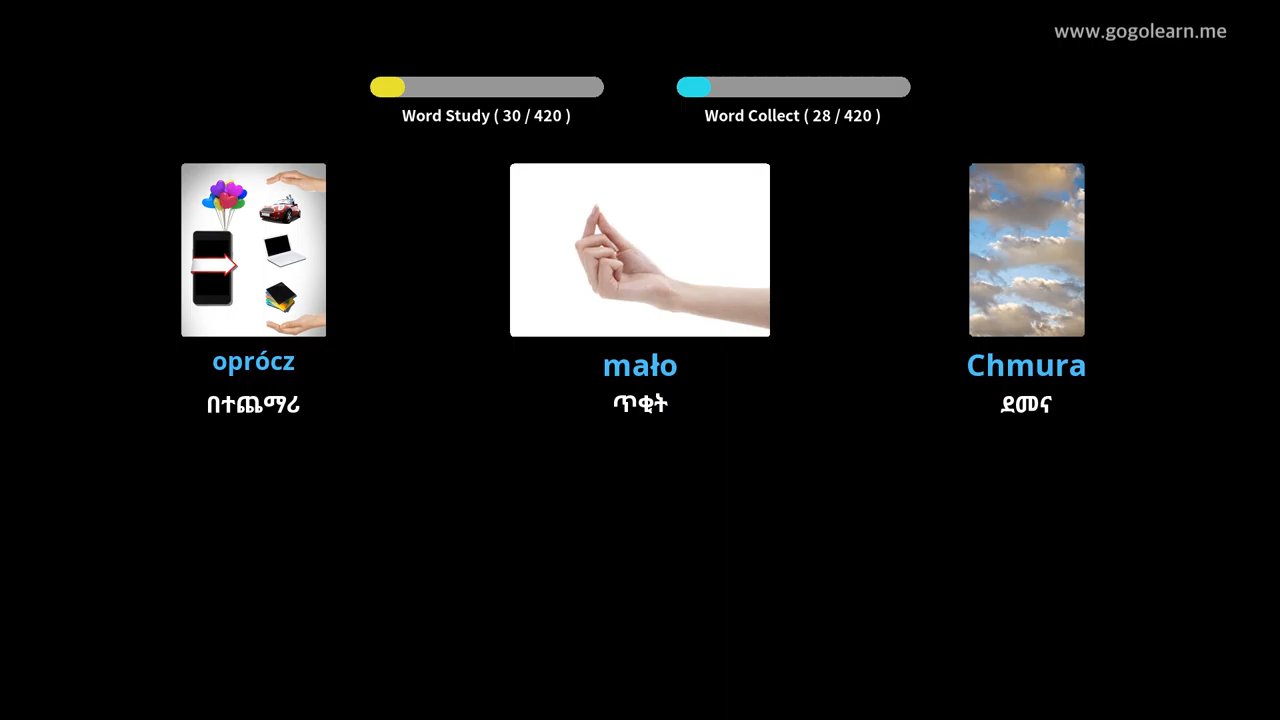 www.gogolearn.me
Word Study ( 30 / 420 )
Word Collect ( 28 / 420 )
oprócz
mało
Chmura
በተጨማሪ
ጥቂት
ደመና